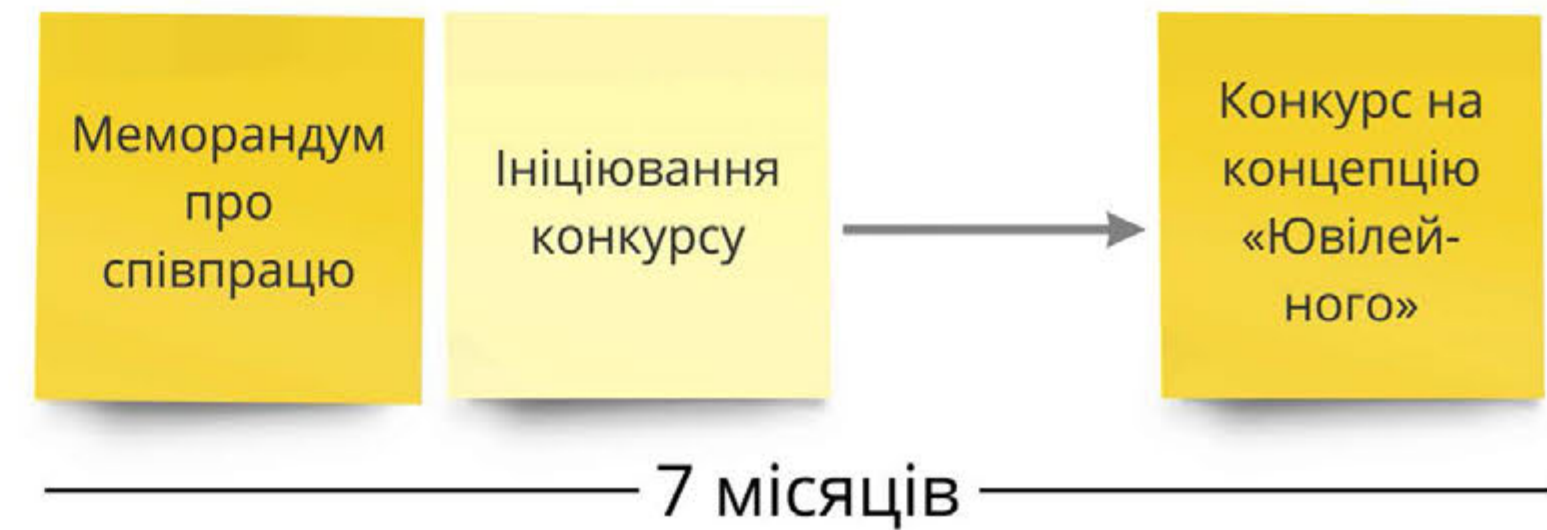 Меморандум
про
співпрацю
Ініціювання
конкурсу
Конкурс на
концепцію
«Ювілей-
ного»
7 місяців